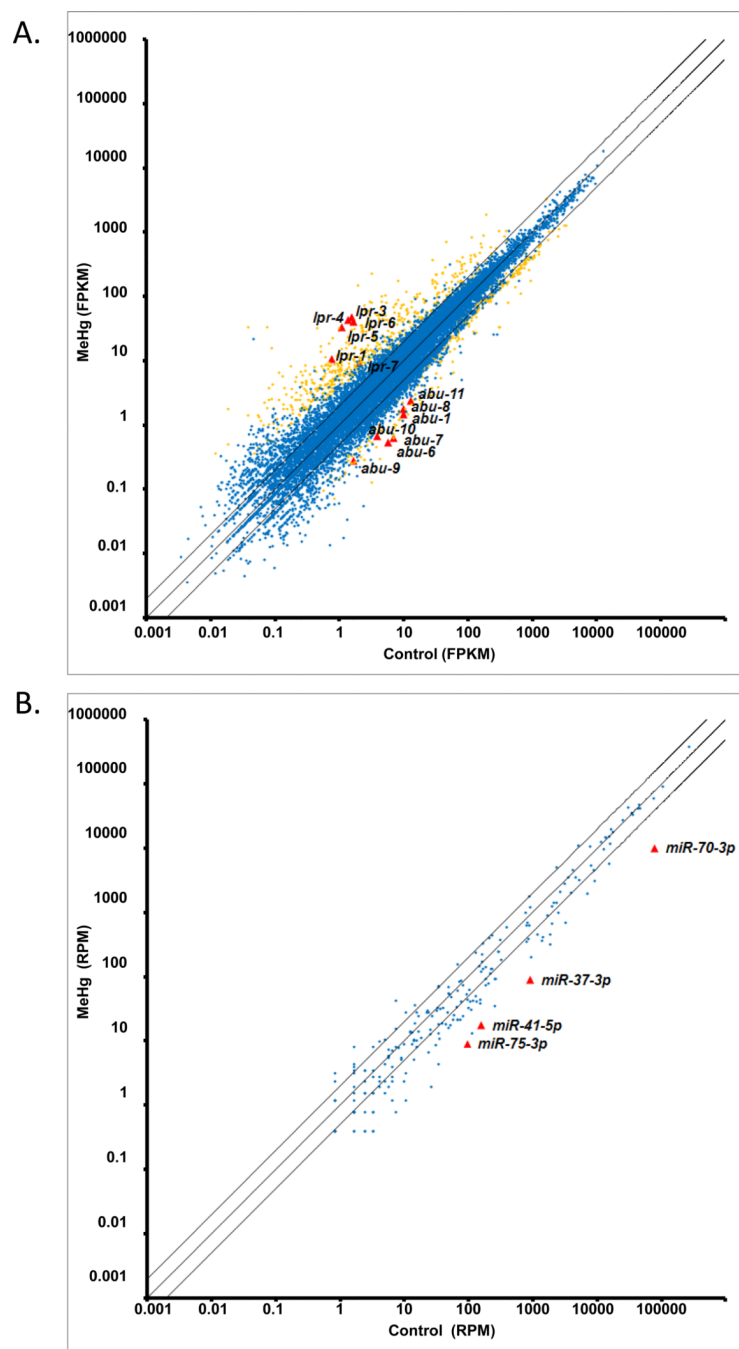 A.
1000000
100000
10000
1000
100
10
1
0.1
0.01
0.001
MeHg (FPKM)
lpr-3
lpr-4
lpr-6
lpr-5
lpr-1
lpr-7
abu-11
abu-8
abu-1
abu-10
abu-7
abu-6
abu-9
0.001 0.01 0.1 1 10 100 1000 10000 100000
Control (FPKM)
B.
1000000
100000
10000
1000
100
10
1
0.1
0.01
0.001
MeHg (RPM)
miR-70-3p
miR-37-3p
miR-41-5p
miR-75-3p
0.001 0.01 0.1 1 10 100 1000 10000 100000
Control (RPM)